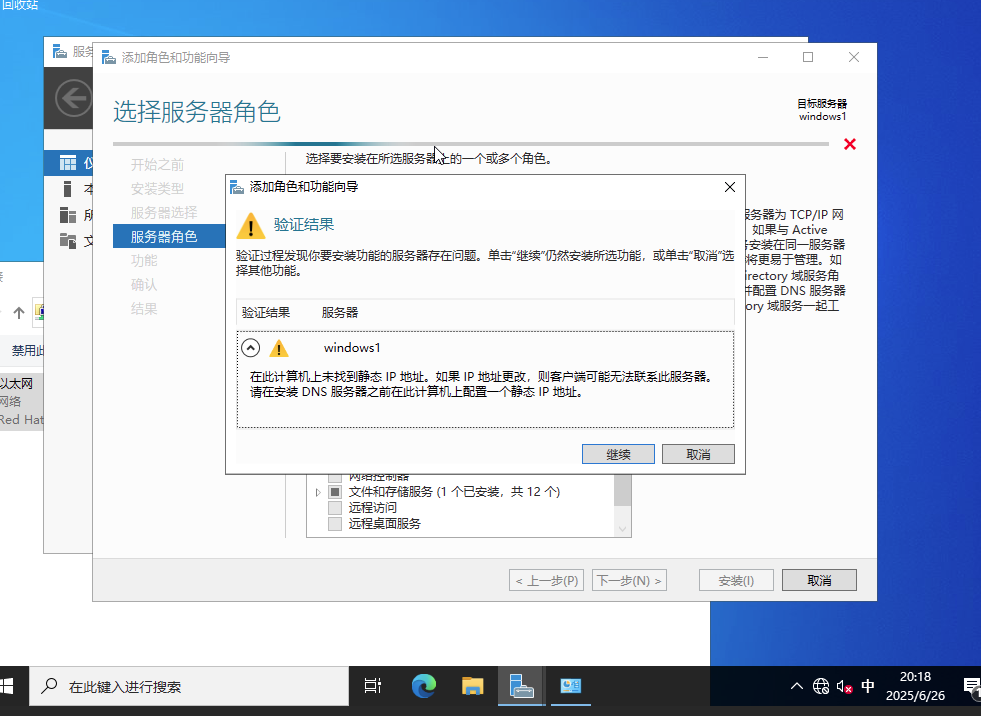 回收站
服务
添加角色和功能向导
选择服务器角色
目标服务器
windows1
开始之前
安装类型
服务器选择
服务器角色
功能
确认
结果
选择要安装在所选服务器上的一个或多个角色。
添加角色和功能向导
验证结果
验证过程发现你要安装功能的服务器存在问题。单击"继续"仍然安装所选功能，或单击"取消"选
择其他功能。
验证结果 服务器
windows1
在此计算机上未找到静态 IP 地址。如果 IP 地址更改，则客户端可能无法联系此服务器。
请在安装 DNS 服务器之前在此计算机上配置一个静态 IP 地址。
继续 取消
服务器为 TCP/IP 网
如果与 Active
安装在同一服务器
将更易于管理。如
irectory 域服务角
配置 DNS 服务器
ory 域服务一起工
网络控制器
文件和存储服务 (1 个已安装，共 12 个)
远程访问
远程桌面服务
< 上一步(P) 下一步(N) > 安装(I) 取消
禁用此
以太网
网络
Red Hat
在此键入进行搜索
中
20:18
2025/6/26